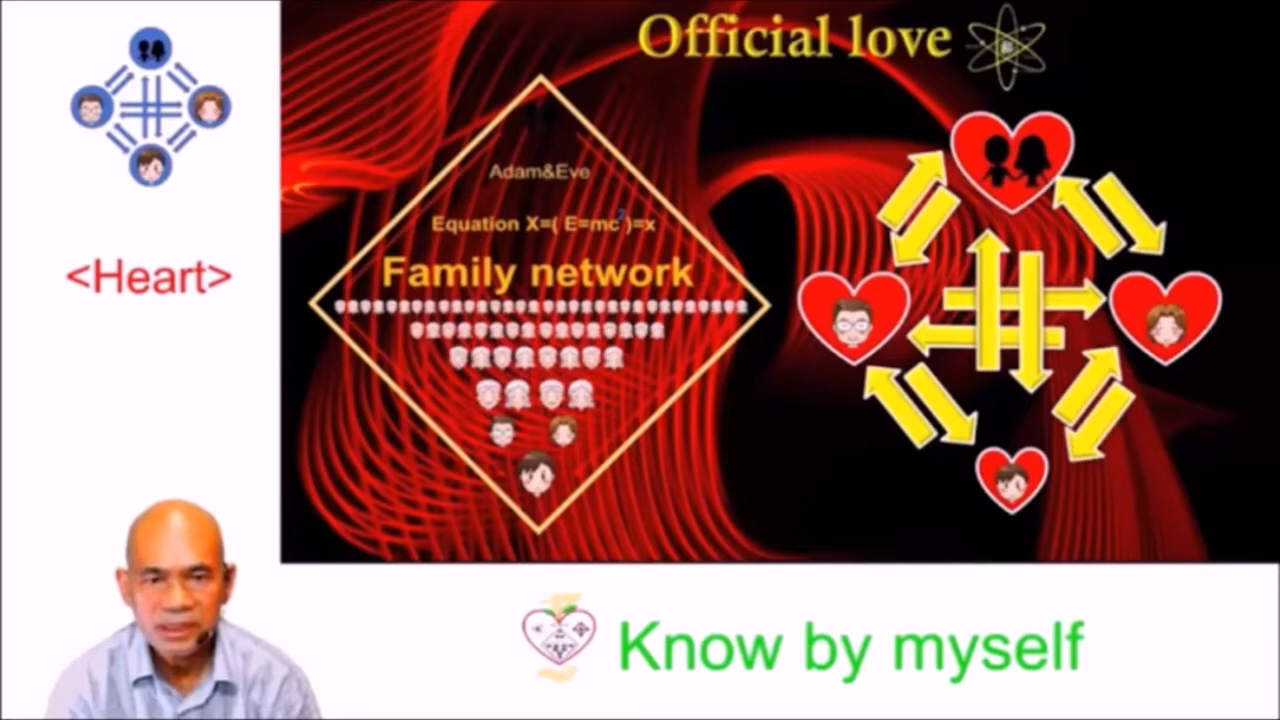 Official love
Adam&Eve
Equation X=( E=mc²)=x
Family network
<Heart>
Know by myself